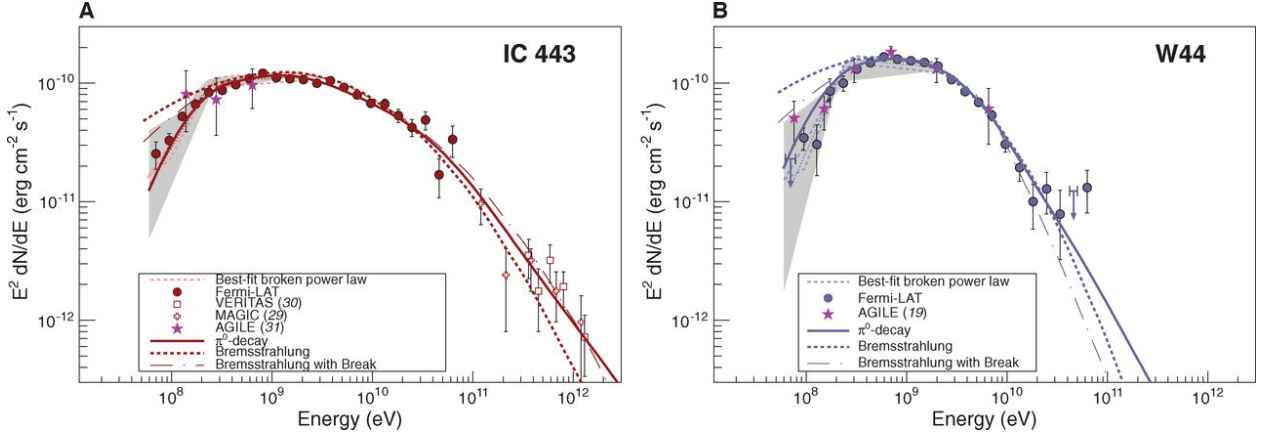 A
IC 443
E² dN/dE (erg cm⁻² s⁻¹)
10⁻¹⁰
10⁻¹¹
10⁻¹²
Best-fit broken power law
Fermi-LAT
VERITAS (30)
MAGIC (29)
AGILE (31)
π⁰-decay
Bremsstrahlung
Bremsstrahlung with Break
10⁸ 10⁹ 10¹⁰ 10¹¹ 10¹²
Energy (eV)
B
W44
E² dN/dE (erg cm⁻² s⁻¹)
10⁻¹⁰
10⁻¹¹
10⁻¹²
Best-fit broken power law
Fermi-LAT
AGILE (19)
π⁰-decay
Bremsstrahlung
Bremsstrahlung with Break
10⁸ 10⁹ 10¹⁰ 10¹¹ 10¹²
Energy (eV)